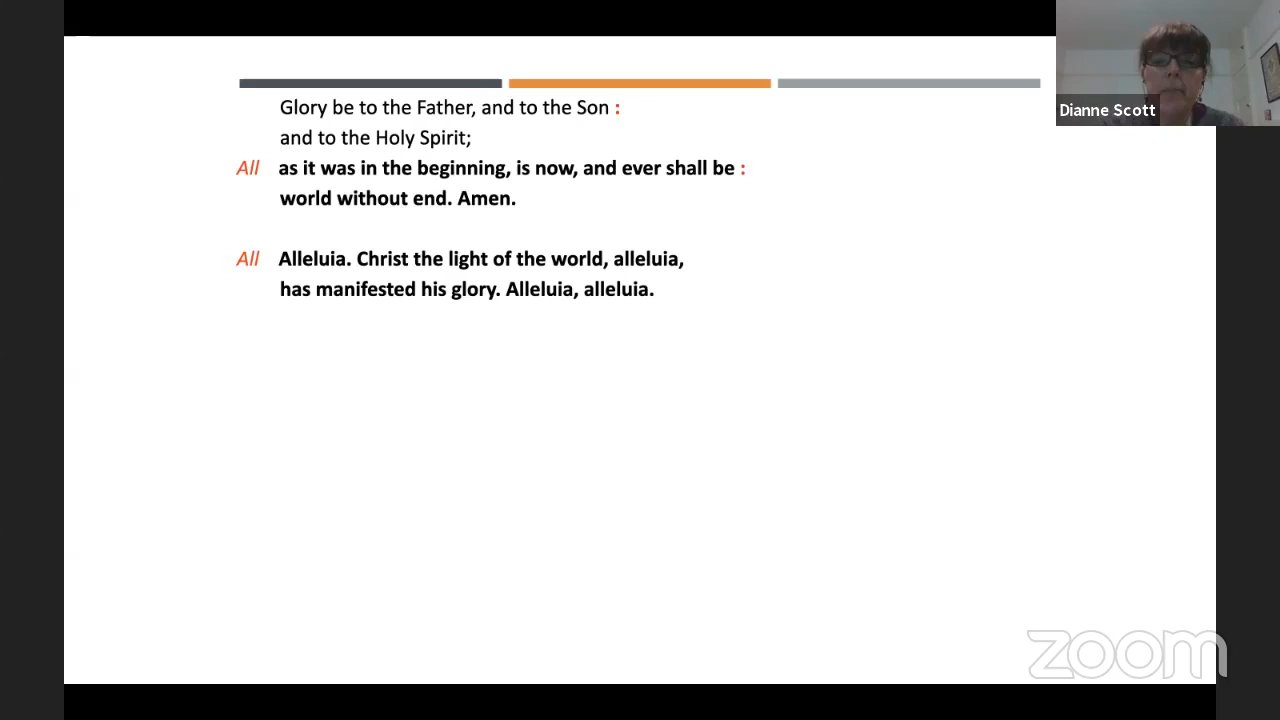 Glory be to the Father, and to the Son :
and to the Holy Spirit;
All as it was in the beginning, is now, and ever shall be :
world without end. Amen.
All Alleluia. Christ the light of the world, alleluia,
has manifested his glory. Alleluia, alleluia.
Dianne Scott
zoom